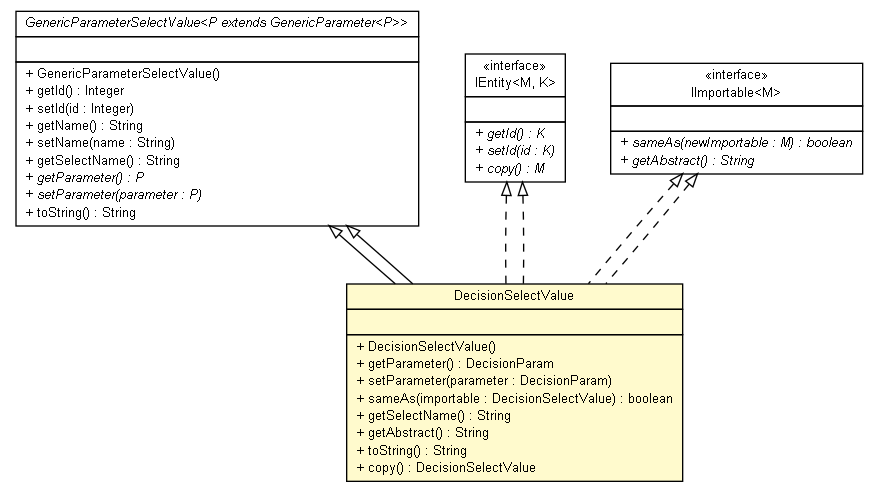 GenericParameterSelectValue<P extends GenericParameter<P>>
+ GenericParameterSelectValue()
+ getId() : Integer
+ setId(id : Integer)
+ getName() : String
+ setName(name : String)
+ getSelectName() : String
+ getParameter() : P
+ setParameter(parameter : P)
+ toString() : String
«interface»
IEntity<M, K>
+ getId() : K
+ setId(id : K)
+ copy() : M
«interface»
IImportable<M>
+ sameAs(newImportable : M) : boolean
+ getAbstract() : String
DecisionSelectValue
+ DecisionSelectValue()
+ getParameter() : DecisionParam
+ setParameter(parameter : DecisionParam)
+ sameAs(importable : DecisionSelectValue) : boolean
+ getSelectName() : String
+ getAbstract() : String
+ toString() : String
+ copy() : DecisionSelectValue